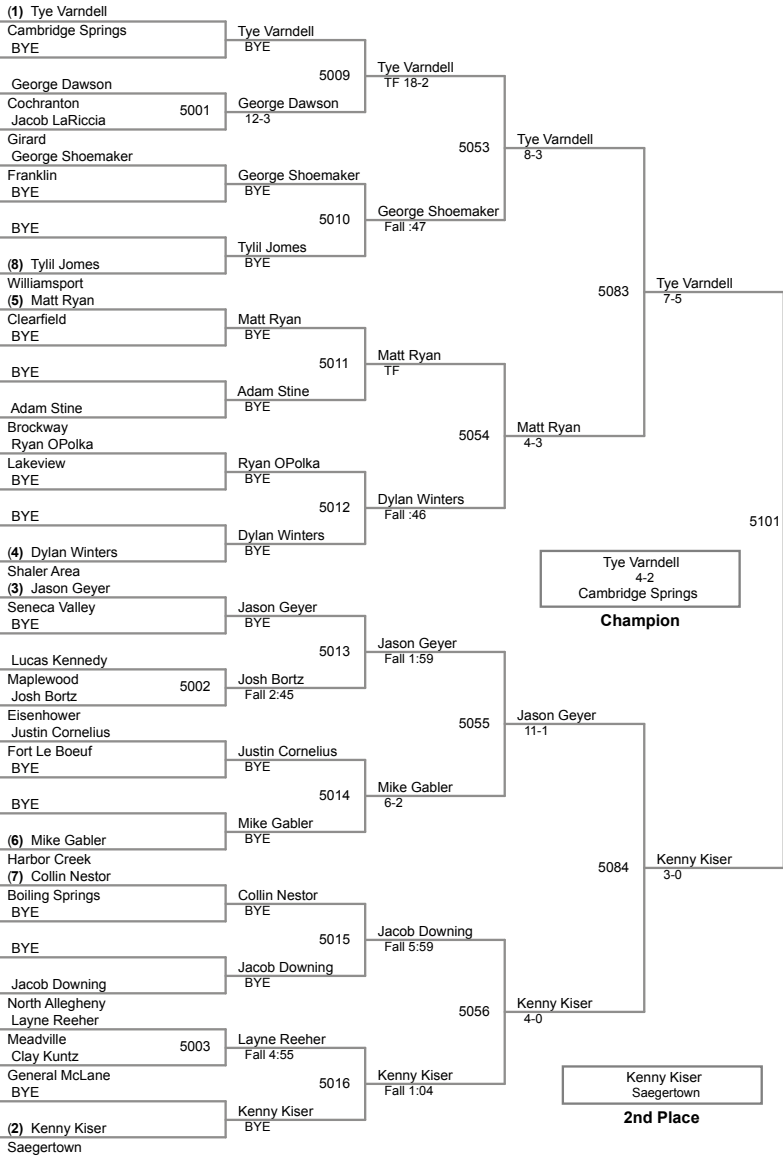 (1) Tye Varndell
Cambridge Springs
BYE
George Dawson
Cochranton
Jacob LaRiccia
Girard
George Shoemaker
Franklin
BYE
BYE
(8) Tylil Jomes
Williamsport
(5) Matt Ryan
Clearfield
BYE
BYE
Adam Stine
Brockway
Ryan OPolka
Lakeview
BYE
BYE
(4) Dylan Winters
Shaler Area
(3) Jason Geyer
Seneca Valley
BYE
Lucas Kennedy
Maplewood
Josh Bortz
Eisenhower
Justin Cornelius
Fort Le Boeuf
BYE
BYE
(6) Mike Gabler
Harbor Creek
(7) Collin Nestor
Boiling Springs
BYE
BYE
Jacob Downing
North Allegheny
Layne Reeher
Meadville
Clay Kuntz
General McLane
BYE
(2) Kenny Kiser
Saegertown
5001
5002
5003
Tye Varndell
BYE
George Dawson
12-3
George Shoemaker
BYE
Tylil Jomes
BYE
Matt Ryan
BYE
Adam Stine
BYE
Ryan OPolka
BYE
Dylan Winters
BYE
Jason Geyer
BYE
Josh Bortz
Fall 2:45
Justin Cornelius
BYE
Mike Gabler
BYE
Collin Nestor
BYE
Jacob Downing
BYE
Layne Reeher
Fall 4:55
Kenny Kiser
BYE
5009
5010
5011
5012
5013
5014
5015
5016
Tye Varndell
TF 18-2
George Shoemaker
Fall :47
Matt Ryan
TF
Dylan Winters
Fall :46
Jason Geyer
Fall 1:59
Mike Gabler
6-2
Jacob Downing
Fall 5:59
Kenny Kiser
Fall 1:04
5053
5054
5055
5056
Tye Varndell
8-3
Matt Ryan
4-3
Jason Geyer
11-1
Kenny Kiser
4-0
5083
5084
Tye Varndell
7-5
Kenny Kiser
3-0
5101
Tye Varndell
4-2
Cambridge Springs
Champion
Kenny Kiser
Saegertown
2nd Place